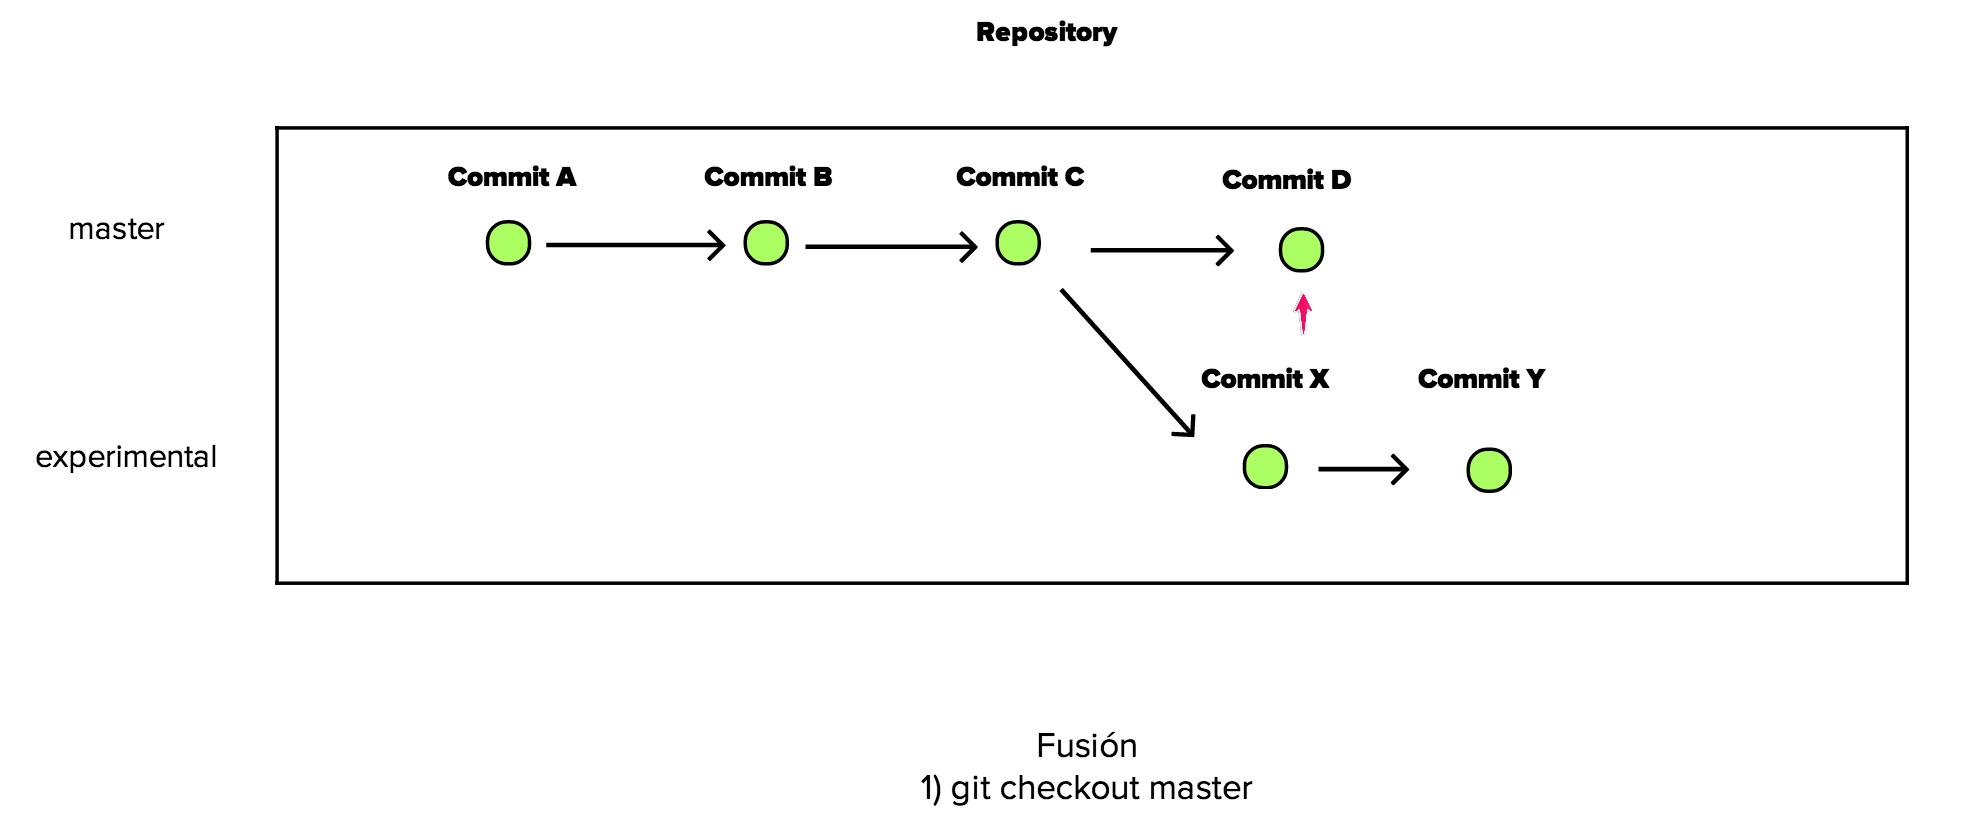 Repository
Commit A
Commit B
Commit C
Commit D
master
Commit X
Commit Y
experimental
Fusión
1) git checkout master